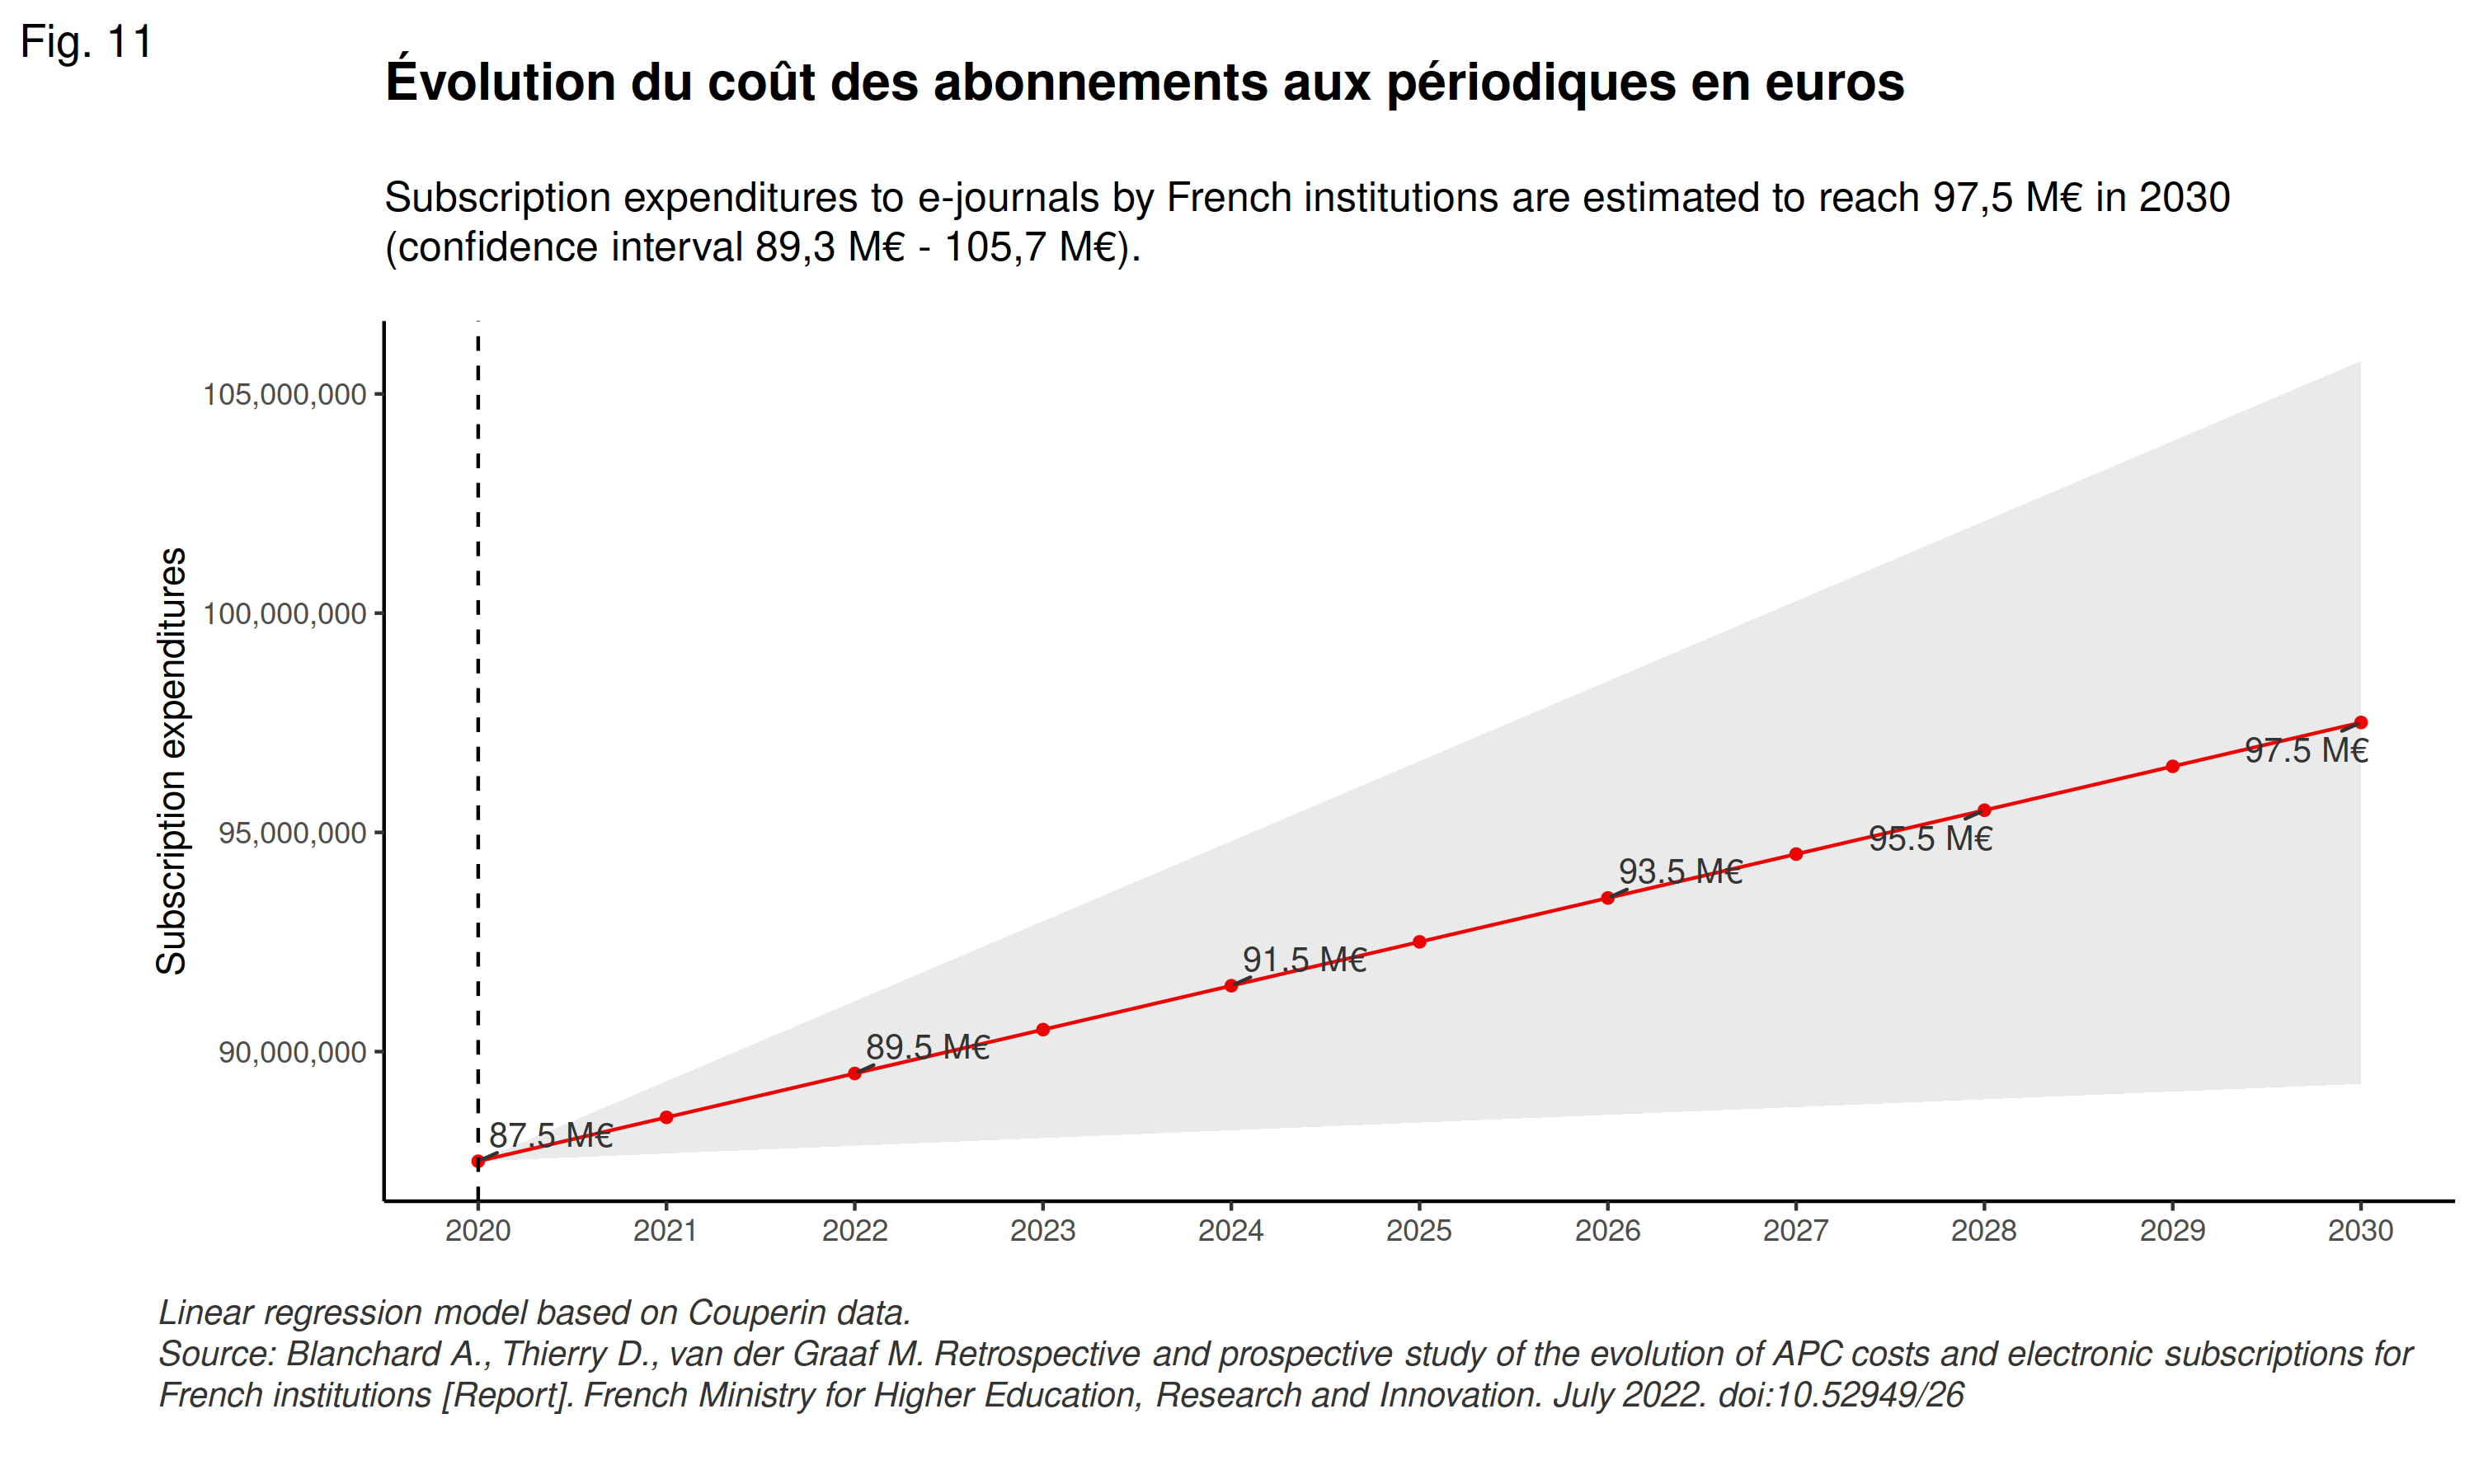 Fig. 11
Évolution du coût des abonnements aux périodiques en euros
Subscription expenditures to e-journals by French institutions are estimated to reach 97,5 M€ in 2030
(confidence interval 89,3 M€ - 105,7 M€).
Subscription expenditures
105,000,000
100,000,000
95,000,000
90,000,000
87.5 M€
89.5 M€
91.5 M€
93.5 M€
95.5 M€
97.5 M€
2020 2021 2022 2023 2024 2025 2026 2027 2028 2029 2030
Linear regression model based on Couperin data.
Source: Blanchard A., Thierry D., van der Graaf M. Retrospective and prospective study of the evolution of APC costs and electronic subscriptions for
French institutions [Report]. French Ministry for Higher Education, Research and Innovation. July 2022. doi:10.52949/26